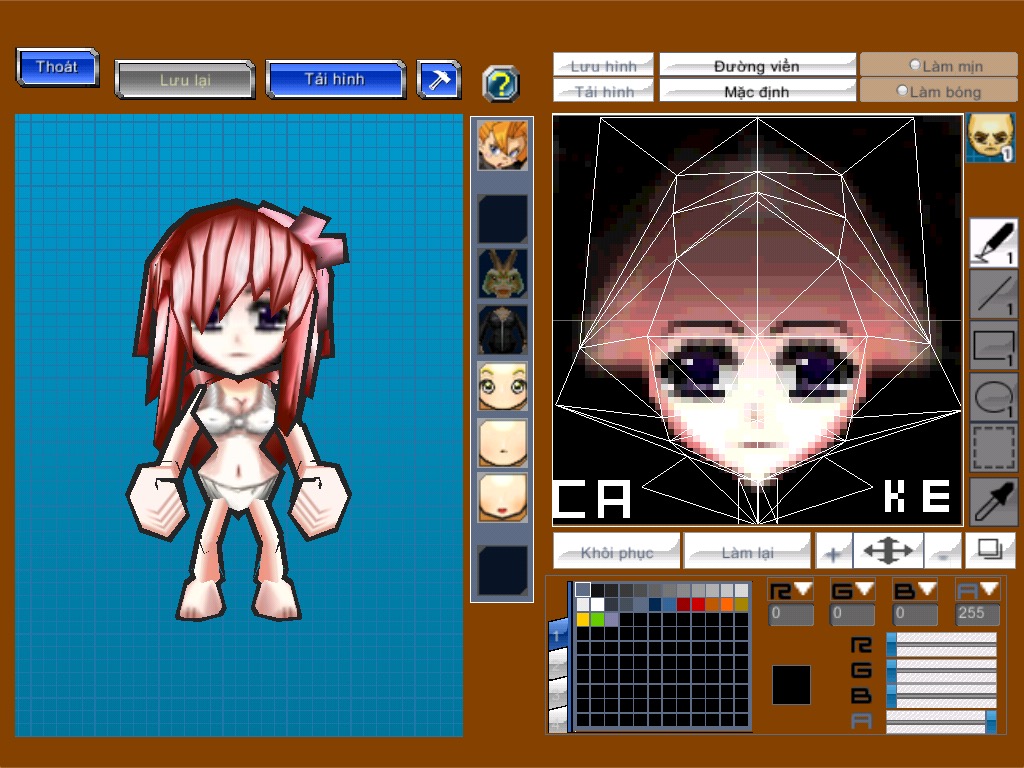 Thoát
Lưu lại
Tải hình
?
Lưu hình
Đường viền
Làm mịn
Tải hình
Mặc định
Làm bóng
1
1
1
1
1
CA KE
Khôi phục
Làm lại
+
-
R G B A
0 0 0 255
1
R
G
B
A